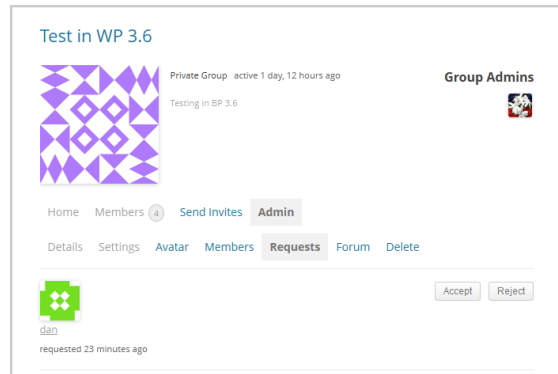 Test in WP 3.6
Private Group active 1 day, 12 hours ago
Group Admins
Testing in BP 3.6
Home Members 4 Send Invites Admin
Details Settings Avatar Members Requests Forum Delete
Accept Reject
dan
requested 23 minutes ago